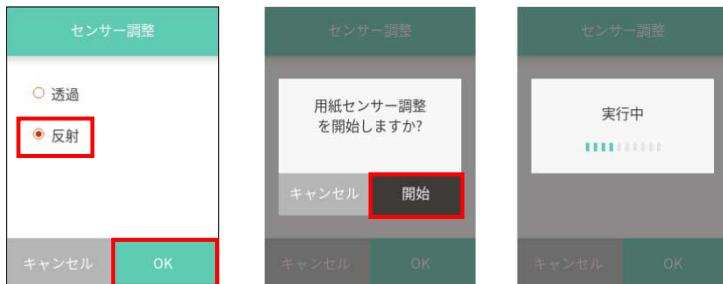 センサー調整
透過
反射
キャンセル
OK
センサー調整
用紙センサー調整
を開始しますか?
キャンセル
開始
キャンセル
OK
センサー調整
実行中
キャンセル
OK